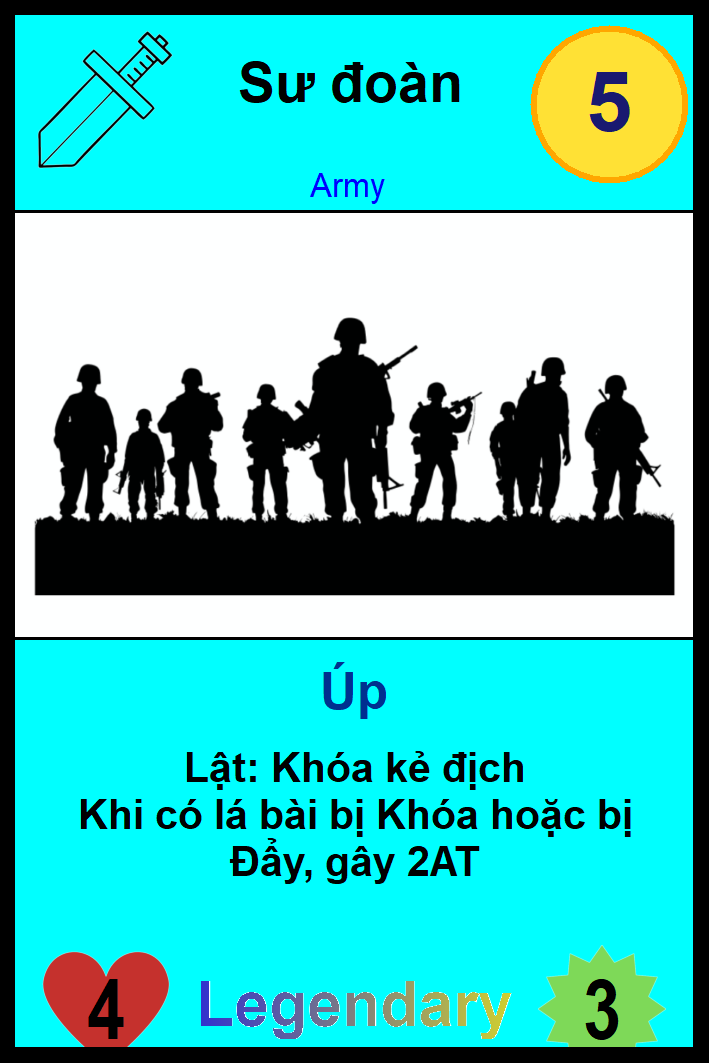 Sư đoàn
5
Army
Úp
Lật: Khóa kẻ địch
Khi có lá bài bị Khóa hoặc bị
Đẩy, gây 2AT
4
Legendary
3